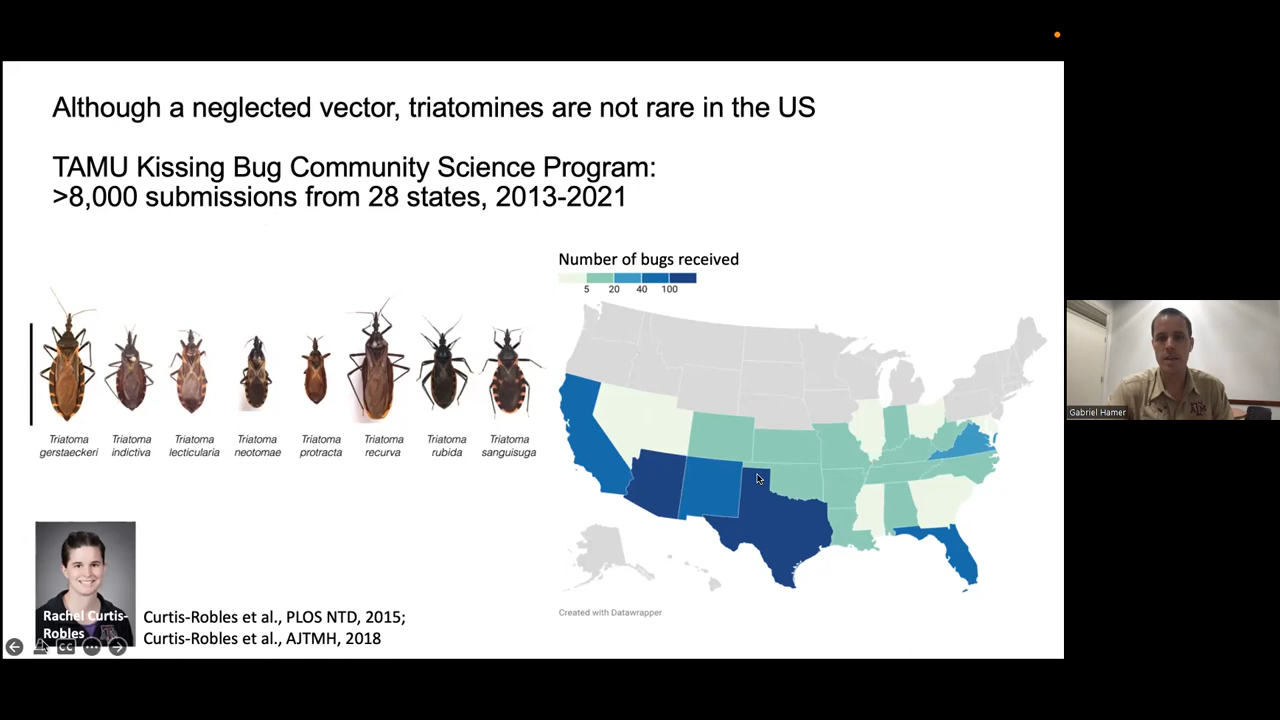 Although a neglected vector, triatomines are not rare in the US
TAMU Kissing Bug Community Science Program:
>8,000 submissions from 28 states, 2013-2021
Number of bugs received
5 20 40 100
Triatoma gerstaeckeri
Triatoma indictiva
Triatoma lecticularia
Triatoma neotomae
Triatoma protracta
Triatoma recurva
Triatoma rubida
Triatoma sanguisuga
Created with Datawrapper
Rachel Curtis-
Robles
Curtis-Robles et al., PLOS NTD, 2015;
Curtis-Robles et al., AJTMH, 2018
CC
Gabriel Hamer